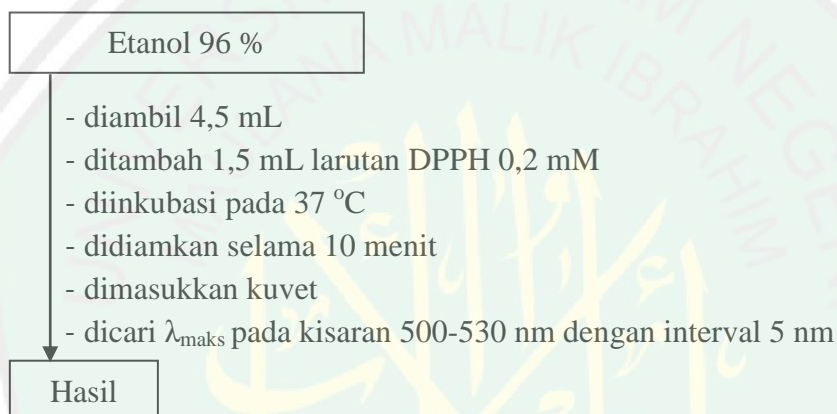 Etanol 96 %
- diambil 4,5 mL
- ditambah 1,5 mL larutan DPPH 0,2 mM
- diinkubasi pada 37 °C
- didiamkan selama 10 menit
- dimasukkan kuvet
- dicari λmaks pada kisaran 500-530 nm dengan interval 5 nm
Hasil